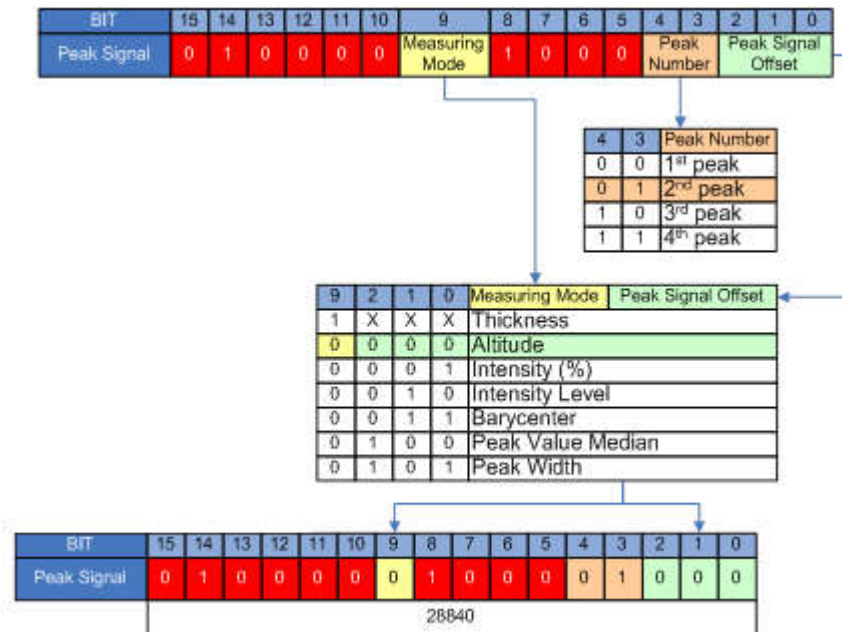 BIT 15 14 13 12 11 10 9 8 7 6 5 4 3 2 1 0
Peak Signal 0 1 0 0 0 0 Measuring Mode 1 0 0 0 Peak Number Peak Signal Offset
4 3 Peak Number
0 0 1st peak
0 1 2nd peak
1 0 3rd peak
1 1 4th peak
9 2 1 0 Measuring Mode Peak Signal Offset
1 X X X Thickness
0 0 0 0 Altitude
0 0 0 1 Intensity (%)
0 0 1 0 Intensity Level
0 0 1 1 Barycenter
0 1 0 0 Peak Value Median
0 1 0 1 Peak Width
BIT 15 14 13 12 11 10 9 8 7 6 5 4 3 2 1 0
Peak Signal 0 1 0 0 0 0 0 1 0 0 0 0 1 0 0 0
28840